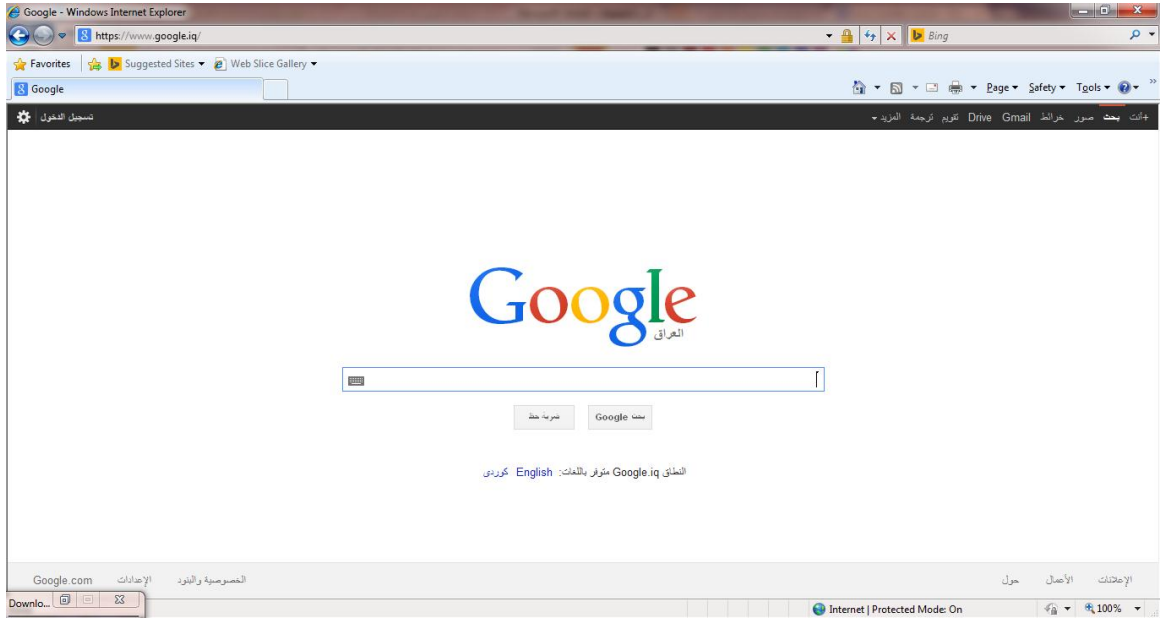 Google - Windows Internet Explorer
https://www.google.iq/
Bing
Favorites Suggested Sites Web Slice Gallery
Google
Page Safety Tools
+أنت بحث صور خرائط Gmail Drive تقويم ترجمة المزيد
تسجيل الدخول
Google
العراق
بحث Google ضربة حظ
النطاق Google.iq متوفر باللغات: English كوردی
الإعلانات الأعمال حول
الخصوصية والبنود الإعدادات Google.com
Downlo...
Internet | Protected Mode: On 100%